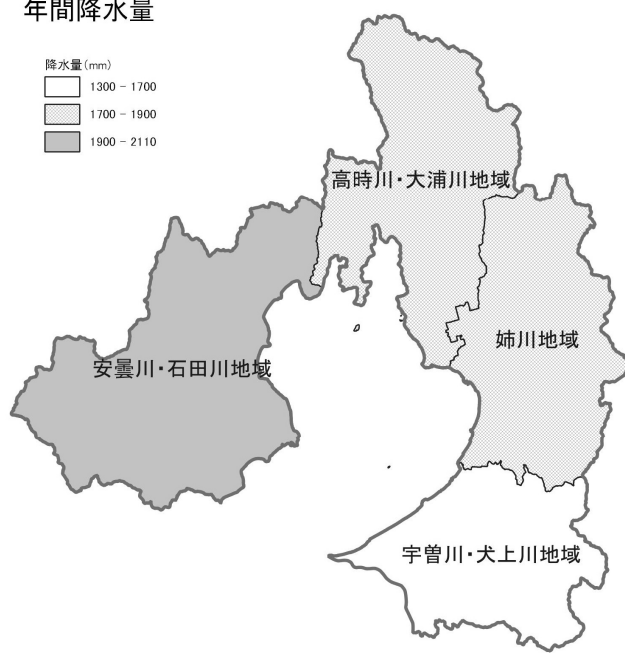 年間降水量
降水量(mm)
1300 - 1700
1700 - 1900
1900 - 2110
高時川・大浦川地域
姉川地域
安曇川・石田川地域
宇曽川・犬上川地域